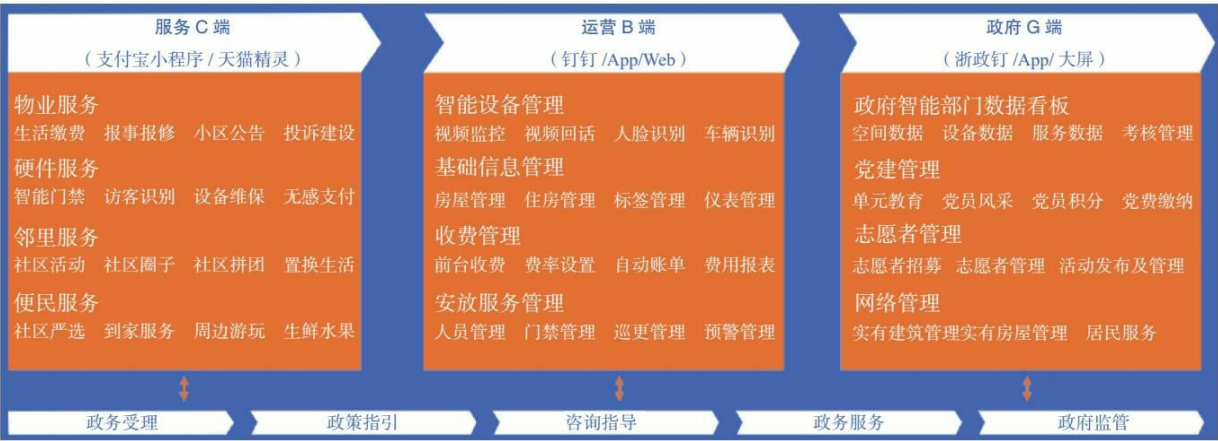 服务 C 端
（支付宝小程序 / 天猫精灵）
物业服务
生活缴费 报事报修 小区公告 投诉建设
硬件服务
智能门禁 访客识别 设备维保 无感支付
邻里服务
社区活动 社区圈子 社区拼团 置换生活
便民服务
社区严选 到家服务 周边游玩 生鲜水果
运营 B 端
（钉钉 /App/Web）
智能设备管理
视频监控 视频回话 人脸识别 车辆识别
基础信息管理
房屋管理 住房管理 标签管理 仪表管理
收费管理
前台收费 费率设置 自动账单 费用报表
安放服务管理
人员管理 门禁管理 巡更管理 预警管理
政府 G 端
（浙政钉 /App/ 大屏）
政府智能部门数据看板
空间数据 设备数据 服务数据 考核管理
党建管理
单元教育 党员风采 党员积分 党费缴纳
志愿者管理
志愿者招募 志愿者管理 活动发布及管理
网络管理
实有建筑管理实有房屋管理 居民服务
政务受理 政策指引 咨询指导 政务服务 政府监管